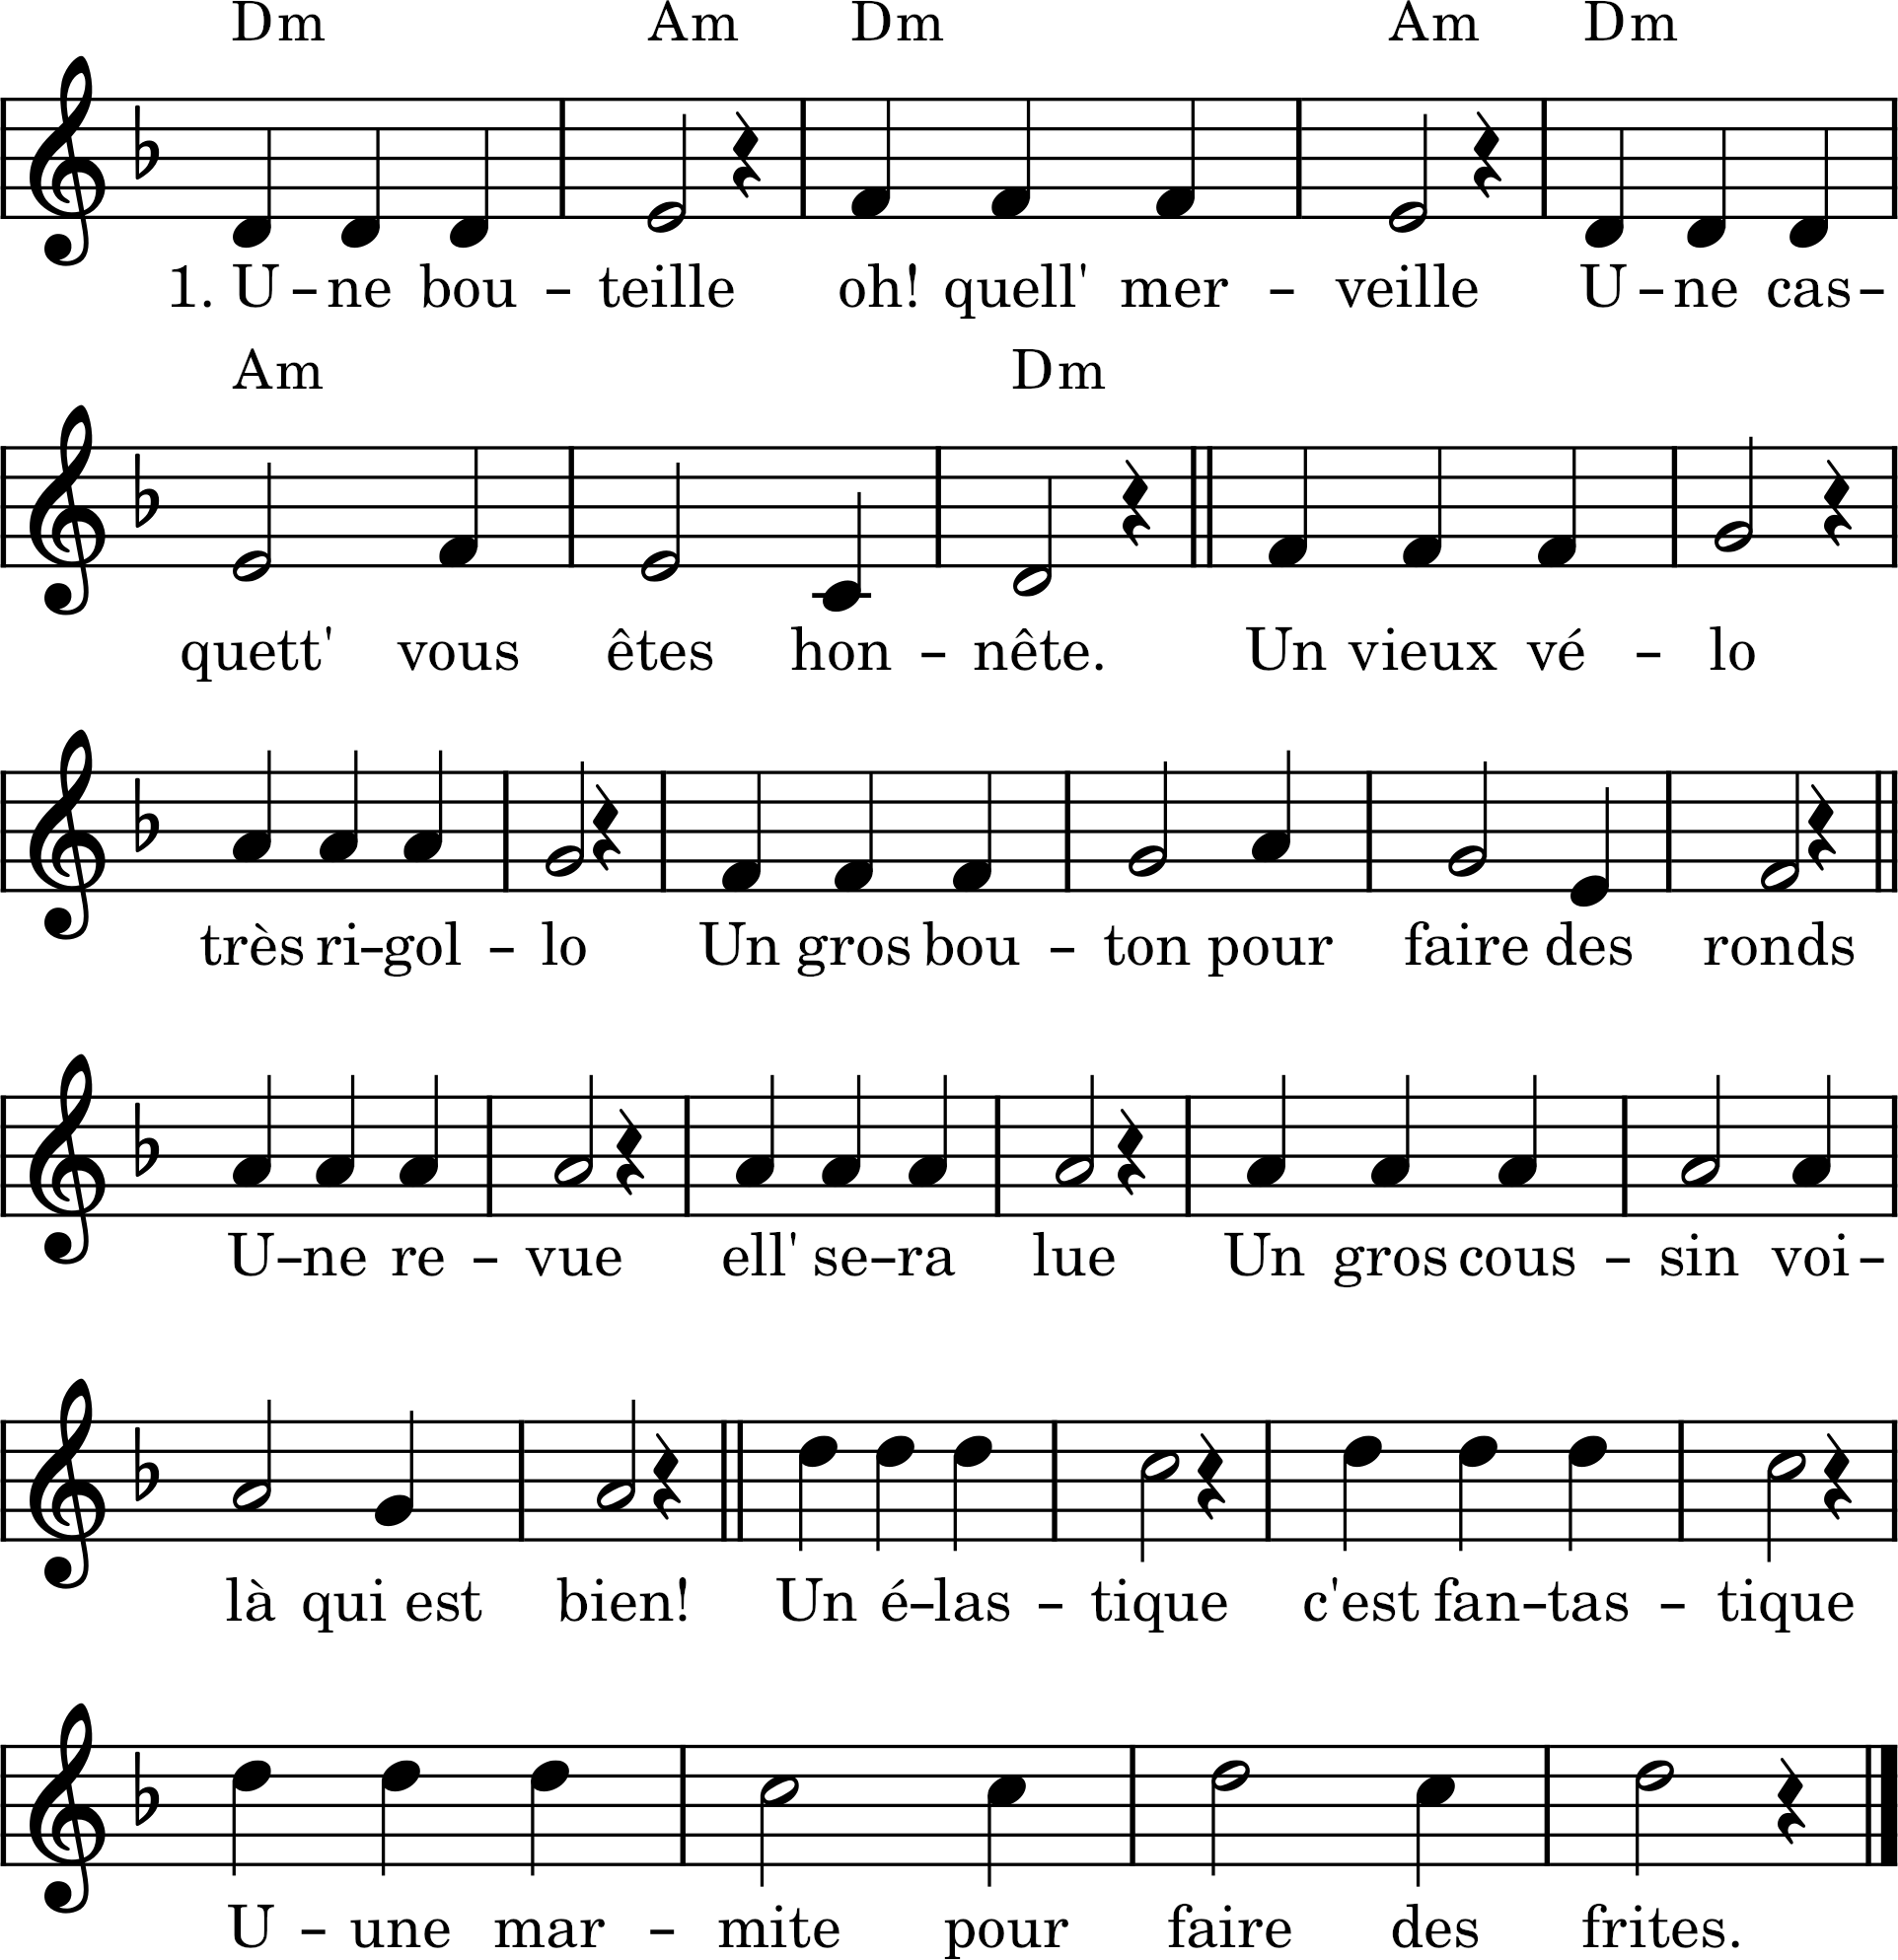 Dm Am Dm Am Dm
1. U – ne bou – teille oh! quell' mer – veille U – ne cas –
Am Dm
quett' vous êtes hon – nête. Un vieux vé – lo
très ri – gol – lo Un gros bou – ton pour faire des ronds
U – ne re – vue ell' se – ra lue Un gros cous – sin voi –
là qui est bien! Un é – las – tique c'est fan – tas – tique
U – une mar – mite pour faire des frites.